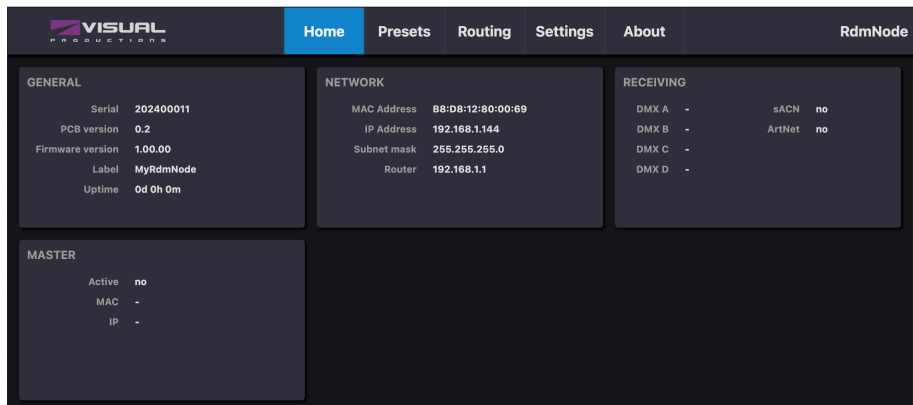 VISUAL
PRODUCTIONS
Home Presets Routing Settings About RdmNode
GENERAL
Serial 202400011
PCB version 0.2
Firmware version 1.00.00
Label MyRdmNode
Uptime 0d 0h 0m
NETWORK
MAC Address B8:D8:12:80:00:69
IP Address 192.168.1.144
Subnet mask 255.255.255.0
Router 192.168.1.1
RECEIVING
DMX A - sACN no
DMX B - ArtNet no
DMX C -
DMX D -
MASTER
Active no
MAC -
IP -